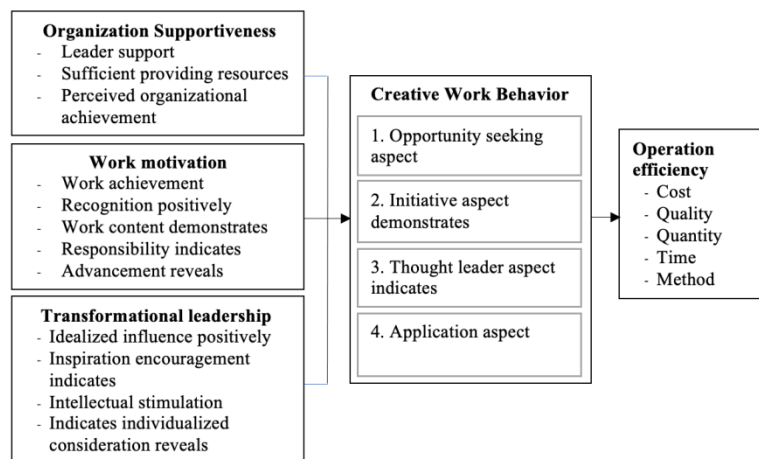 Organization Supportiveness
- Leader support
- Sufficient providing resources
- Perceived organizational
achievement
Work motivation
- Work achievement
- Recognition positively
- Work content demonstrates
- Responsibility indicates
- Advancement reveals
Transformational leadership
- Idealized influence positively
- Inspiration encouragement
indicates
- Intellectual stimulation
- Indicates individualized
consideration reveals
Creative Work Behavior
1. Opportunity seeking
aspect
2. Initiative aspect
demonstrates
3. Thought leader aspect
indicates
4. Application aspect
Operation
efficiency
- Cost
- Quality
- Quantity
- Time
- Method